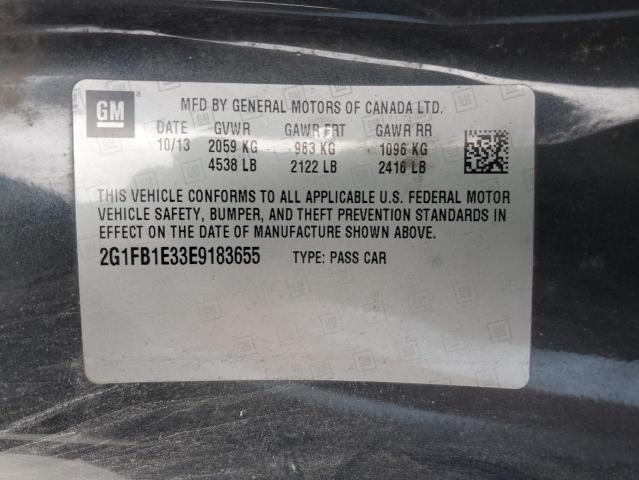 GM
MFD BY GENERAL MOTORS OF CANADA LTD.
DATE GVWR GAWR FRT GAWR RR
10/13 2059 KG 963 KG 1096 KG
4538 LB 2122 LB 2416 LB
THIS VEHICLE CONFORMS TO ALL APPLICABLE U.S. FEDERAL MOTOR
VEHICLE SAFETY, BUMPER, AND THEFT PREVENTION STANDARDS IN
EFFECT ON THE DATE OF MANUFACTURE SHOWN ABOVE.
2G1FB1E33E9183655 TYPE: PASS CAR